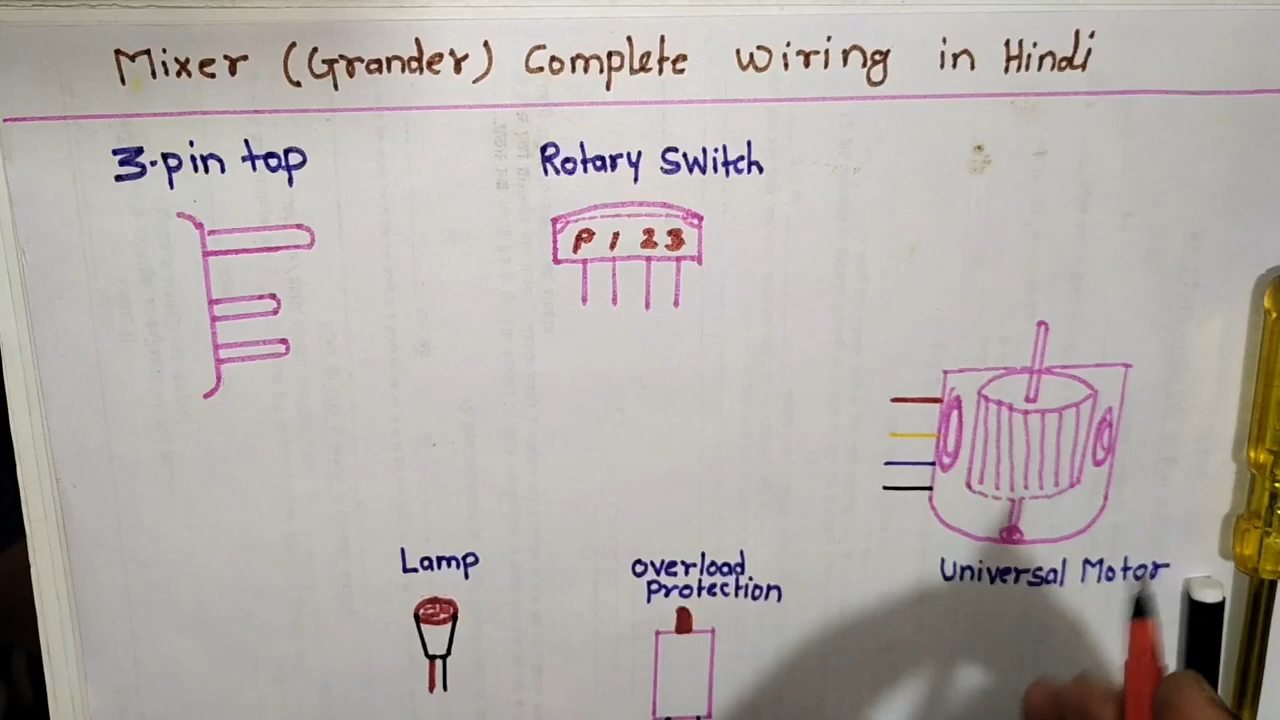 Mixer (Grander) Complete wiring in Hindi
3-pin top
Rotary Switch
P 1 2 3
Lamp
overload
Protection
Universal Motor